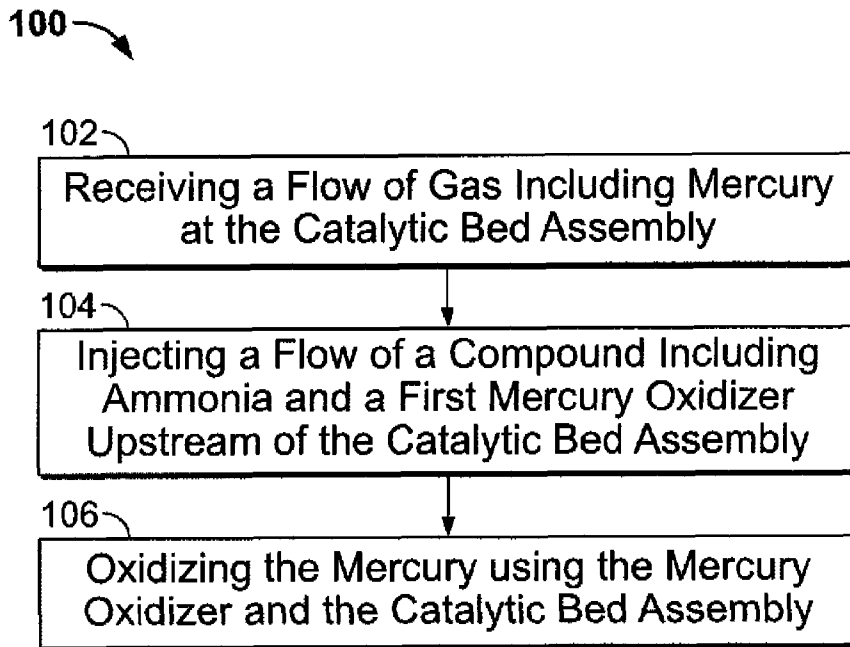 100
102
Receiving a Flow of Gas Including Mercury
at the Catalytic Bed Assembly
104
Injecting a Flow of a Compound Including
Ammonia and a First Mercury Oxidizer
Upstream of the Catalytic Bed Assembly
106
Oxidizing the Mercury using the Mercury
Oxidizer and the Catalytic Bed Assembly